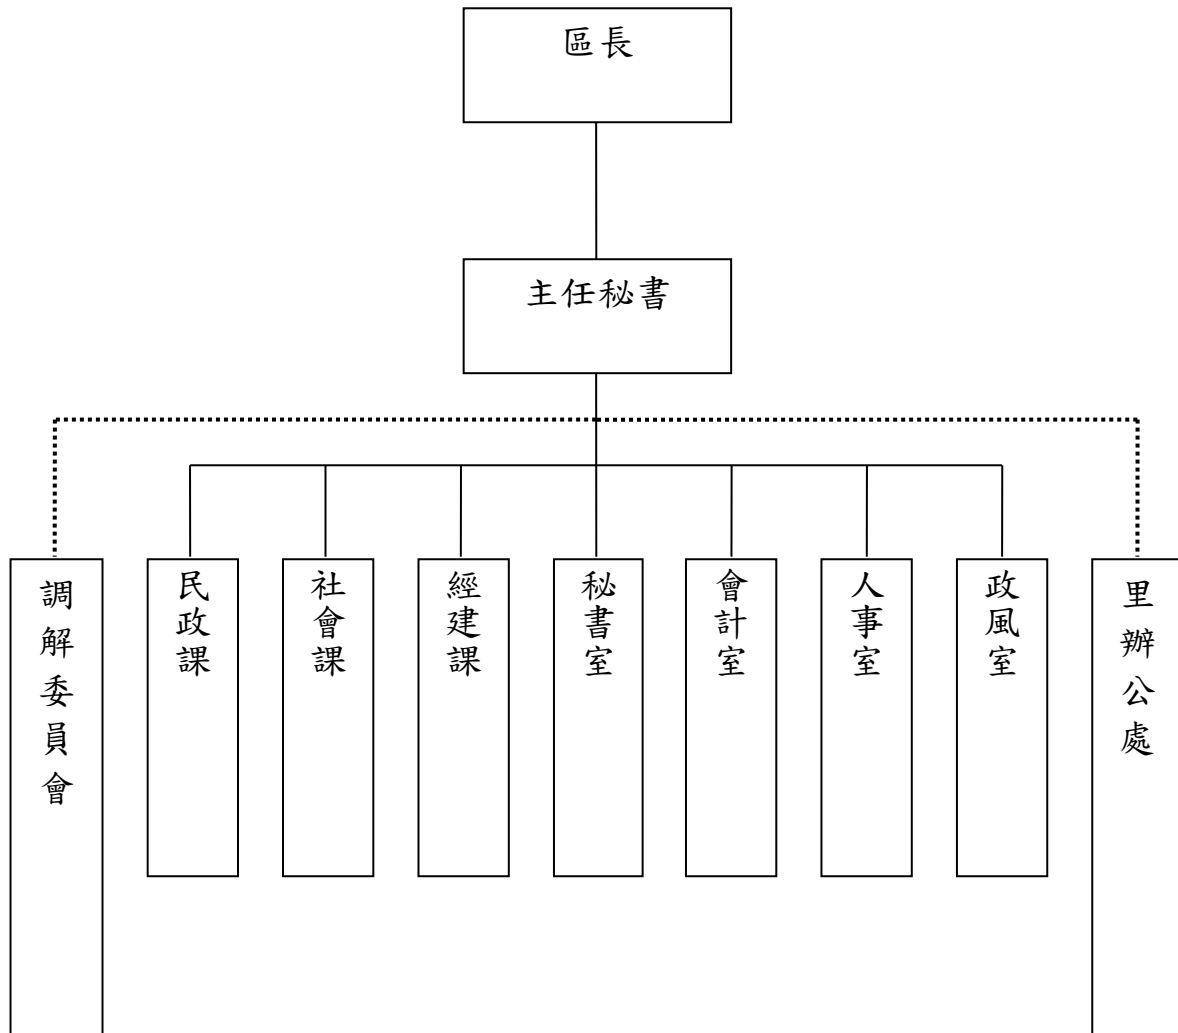 區長
主任秘書
調解委員會
民政課
社會課
經建課
秘書室
會計室
人事室
政風室
里辦公處